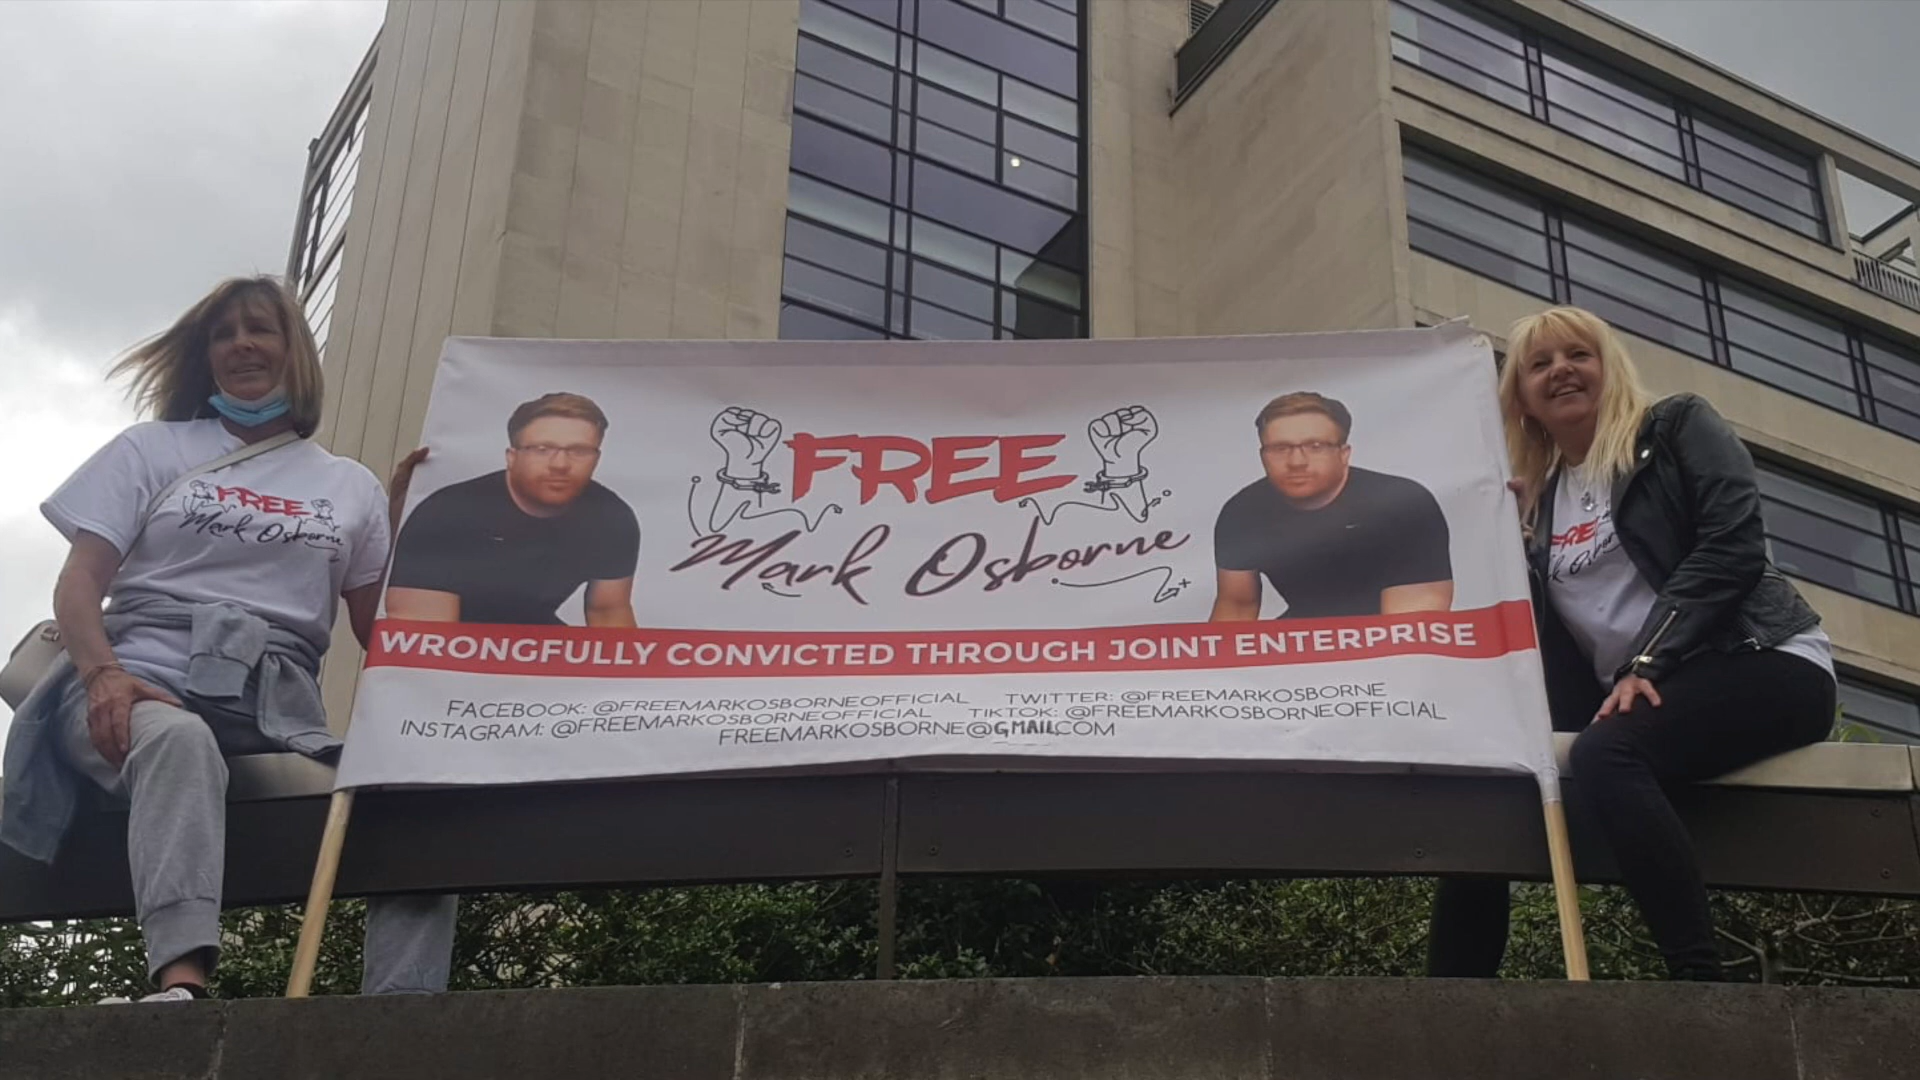 FREE
Mark Osborne
WRONGFULLY CONVICTED THROUGH JOINT ENTERPRISE
FACEBOOK: @FREEMARKOSBORNEOFFICIAL TWITTER: @FREEMARKOSBORNE
INSTAGRAM: @FREEMARKOSBORNEOFFICIAL TIKTOK: @FREEMARKOSBORNEOFFICIAL
FREEMARKOSBORNE@GMAIL.COM
FREE
Mark Osborne
FREE